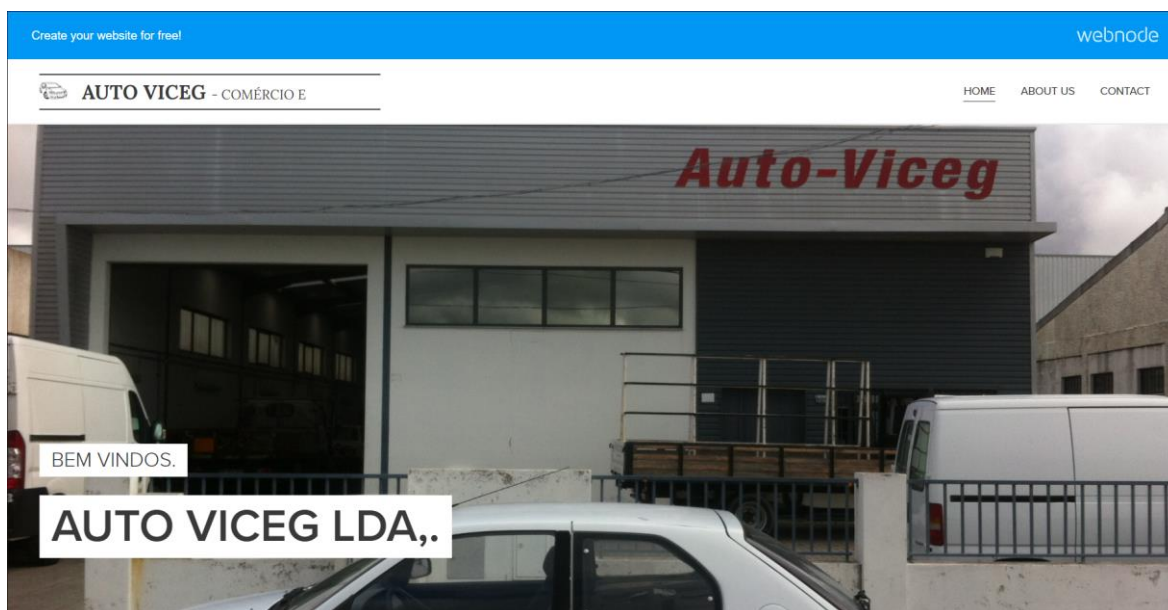 Create your website for free!
webnode
AUTO VICEG - COMÉRCIO E
HOME ABOUT US CONTACT
Auto-Viceg
BEM VINDOS.
AUTO VICEG LDA,.